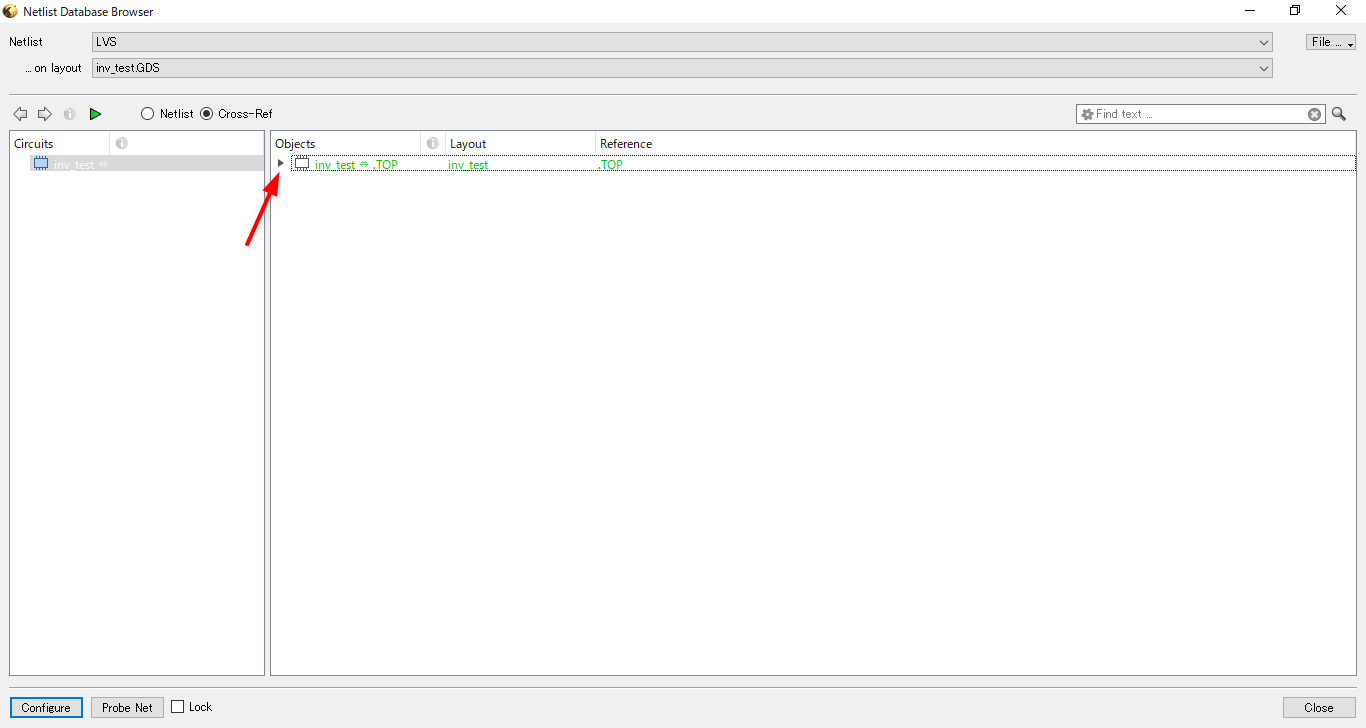 Netlist Database Browser
Netlist LVS File ...
... on layout inv_test.GDS
Netlist Cross-Ref Find text ...
Circuits Objects Layout Reference
inv_test ⇔ inv_test ⇔ .TOP inv_test .TOP
Configure Probe Net Lock Close